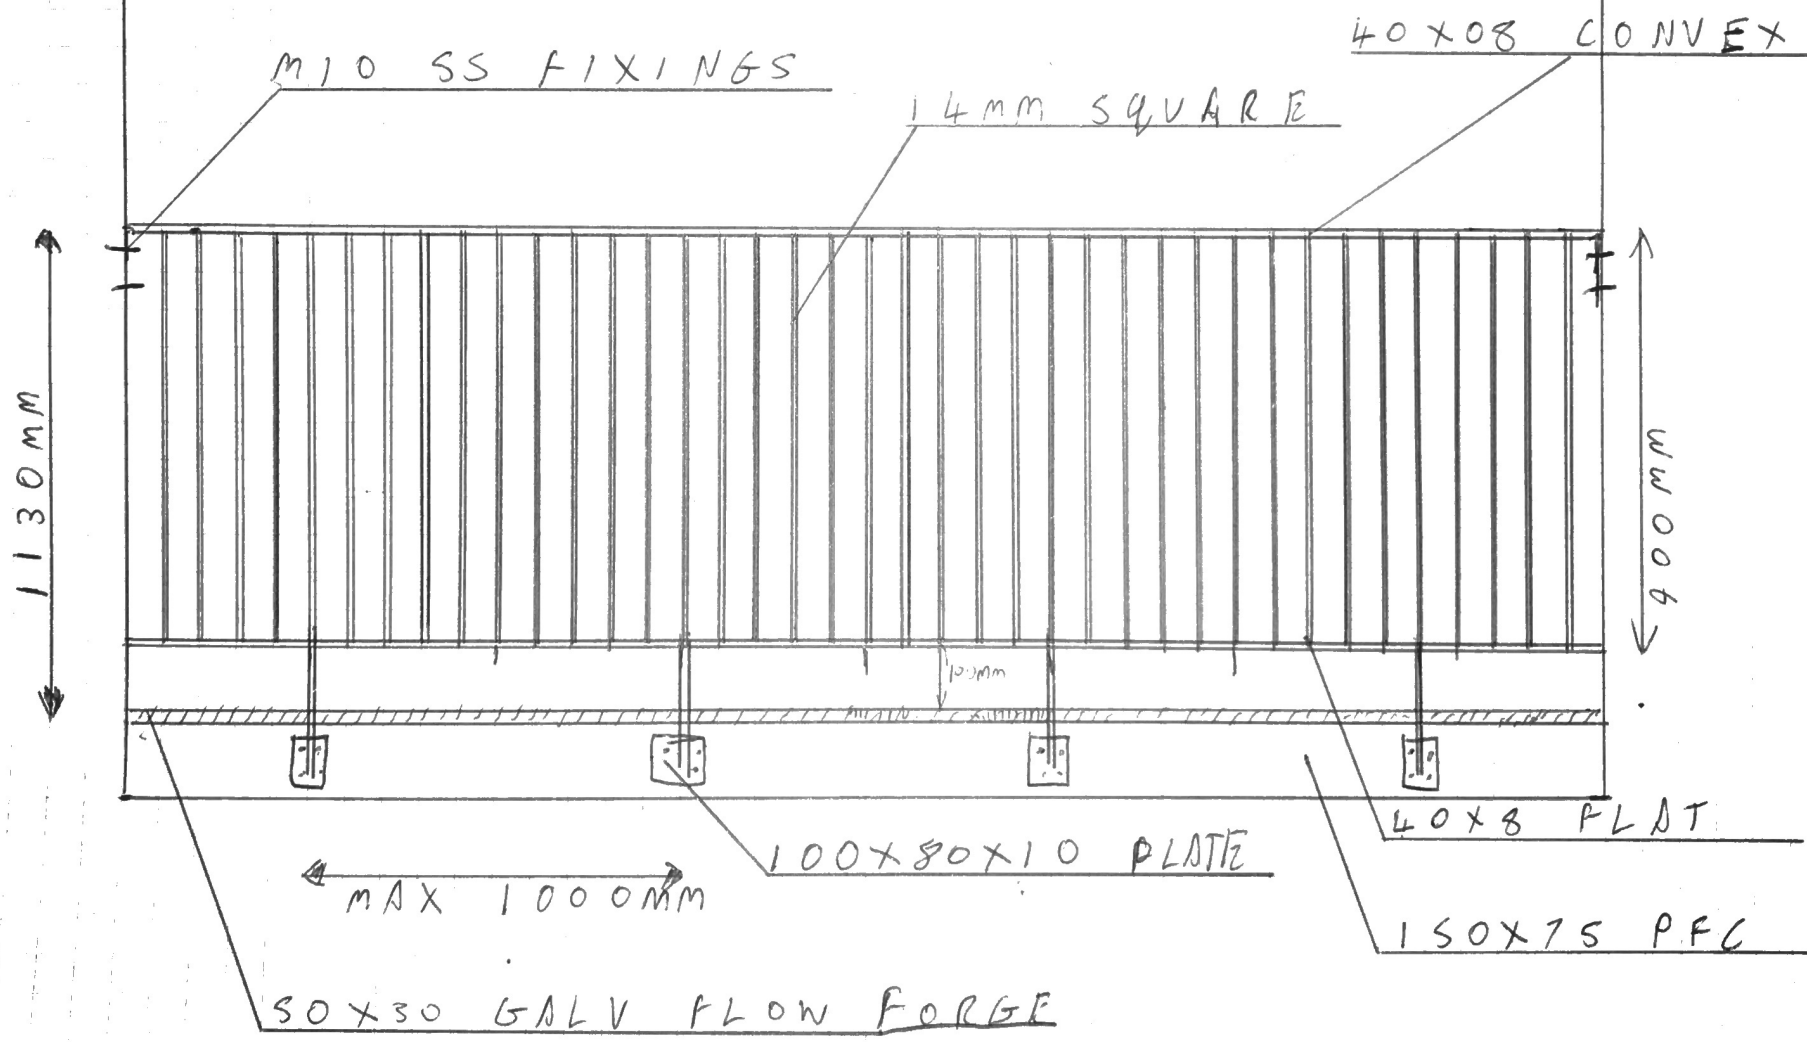 40X08 CONVEX
M10 SS FIXINGS
14mm SQUARE
1130MM
900MM
100mm
40X8 FLAT
100X80X10 PLATE
MAX 1000MM
150X75 PFC
50X30 GALV FLOW FORGE